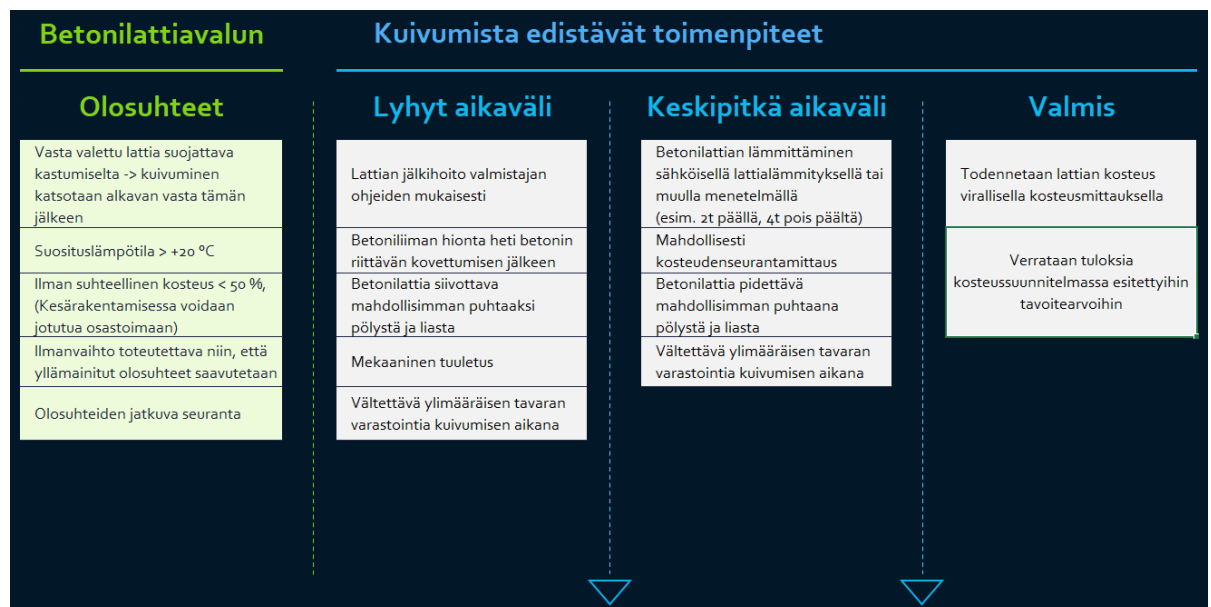 Betonilattiavalun
Kuivumista edistävät toimenpiteet
Olosuhteet
Vasta valettu lattia suojattava
kastumiselta -> kuivuminen
katsotaan alkavan vasta tämän
jälkeen
Suosituslämpötila > +20 ºC
Ilman suhteellinen kosteus < 50 %,
(Kesärakentamisessa voidaan
jotutua osastoimaan)
Ilmanvaihto toteutettava niin, että
yllämainitut olosuhteet saavutetaan
Olosuhteiden jatkuva seuranta
Lyhyt aikaväli
Lattian jälkihoito valmistajan
ohjeiden mukaisesti
Betoniliiman hionta heti betonin
riittävän kovettumisen jälkeen
Betonilattia siivottava
mahdollisimman puhtaaksi
pölystä ja liasta
Mekaaninen tuuletus
Vältettävä ylimääräisen tavaran
varastointia kuivumisen aikana
Keskipitkä aikaväli
Betonilattian lämmittäminen
sähköisellä lattialämmityksellä tai
muulla menetelmällä
(esim. 2t päällä, 4t pois päältä)
Mahdollisesti
kosteudenseurantamittaus
Betonilattia pidettävä
mahdollisimman puhtaana
pölystä ja liasta
Vältettävä ylimääräisen tavaran
varastointia kuivumisen aikana
Valmis
Todennetaan lattian kosteus
virallisella kosteusmittauksella
Verrataan tuloksia
kosteussuunnitelmassa esitettyihin
tavoitearvoihin